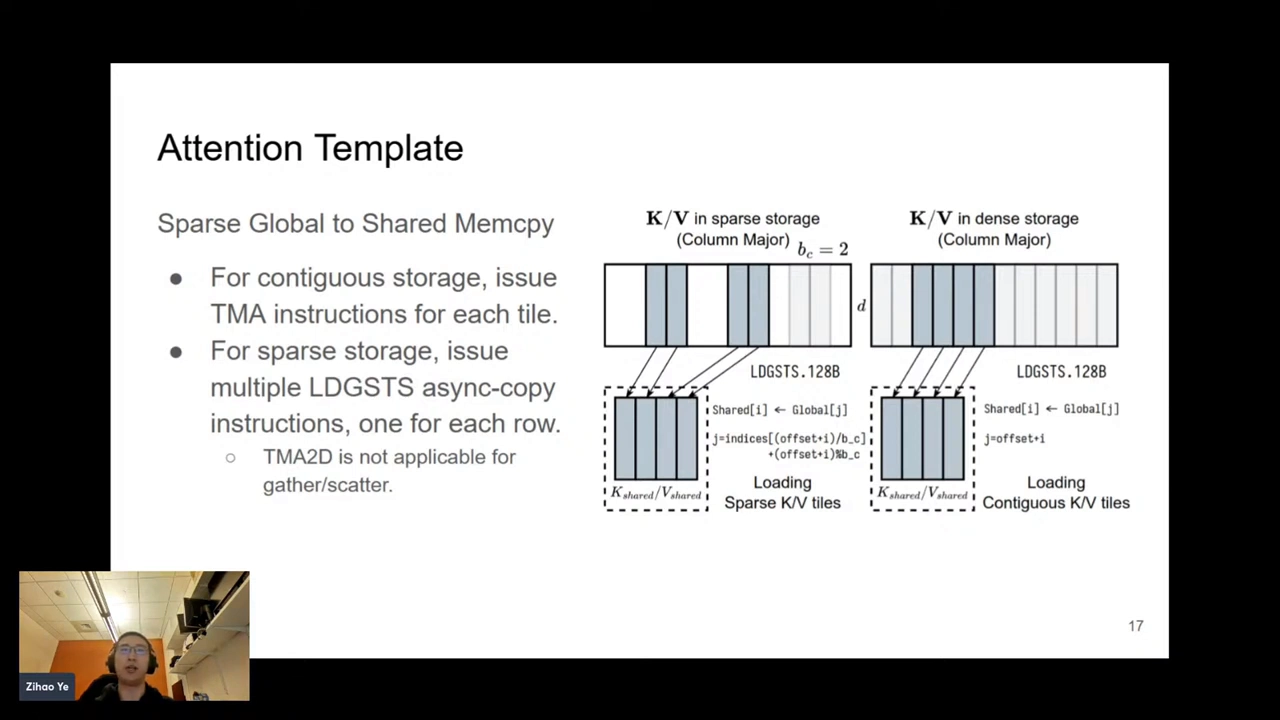 Attention Template
Sparse Global to Shared Memcpy
● For contiguous storage, issue
TMA instructions for each tile.
● For sparse storage, issue
multiple LDGSTS async-copy
instructions, one for each row.
○ TMA2D is not applicable for
gather/scatter.
K/V in sparse storage
(Column Major)
b_c = 2
K/V in dense storage
(Column Major)
d
LDGSTS.128B
LDGSTS.128B
Shared[i] ← Global[j]
j=indices[(offset+i)/b_c]
+(offset+i)%b_c
K_shared/V_shared
Loading
Sparse K/V tiles
Shared[i] ← Global[j]
j=offset+i
K_shared/V_shared
Loading
Contiguous K/V tiles
17
Zihao Ye